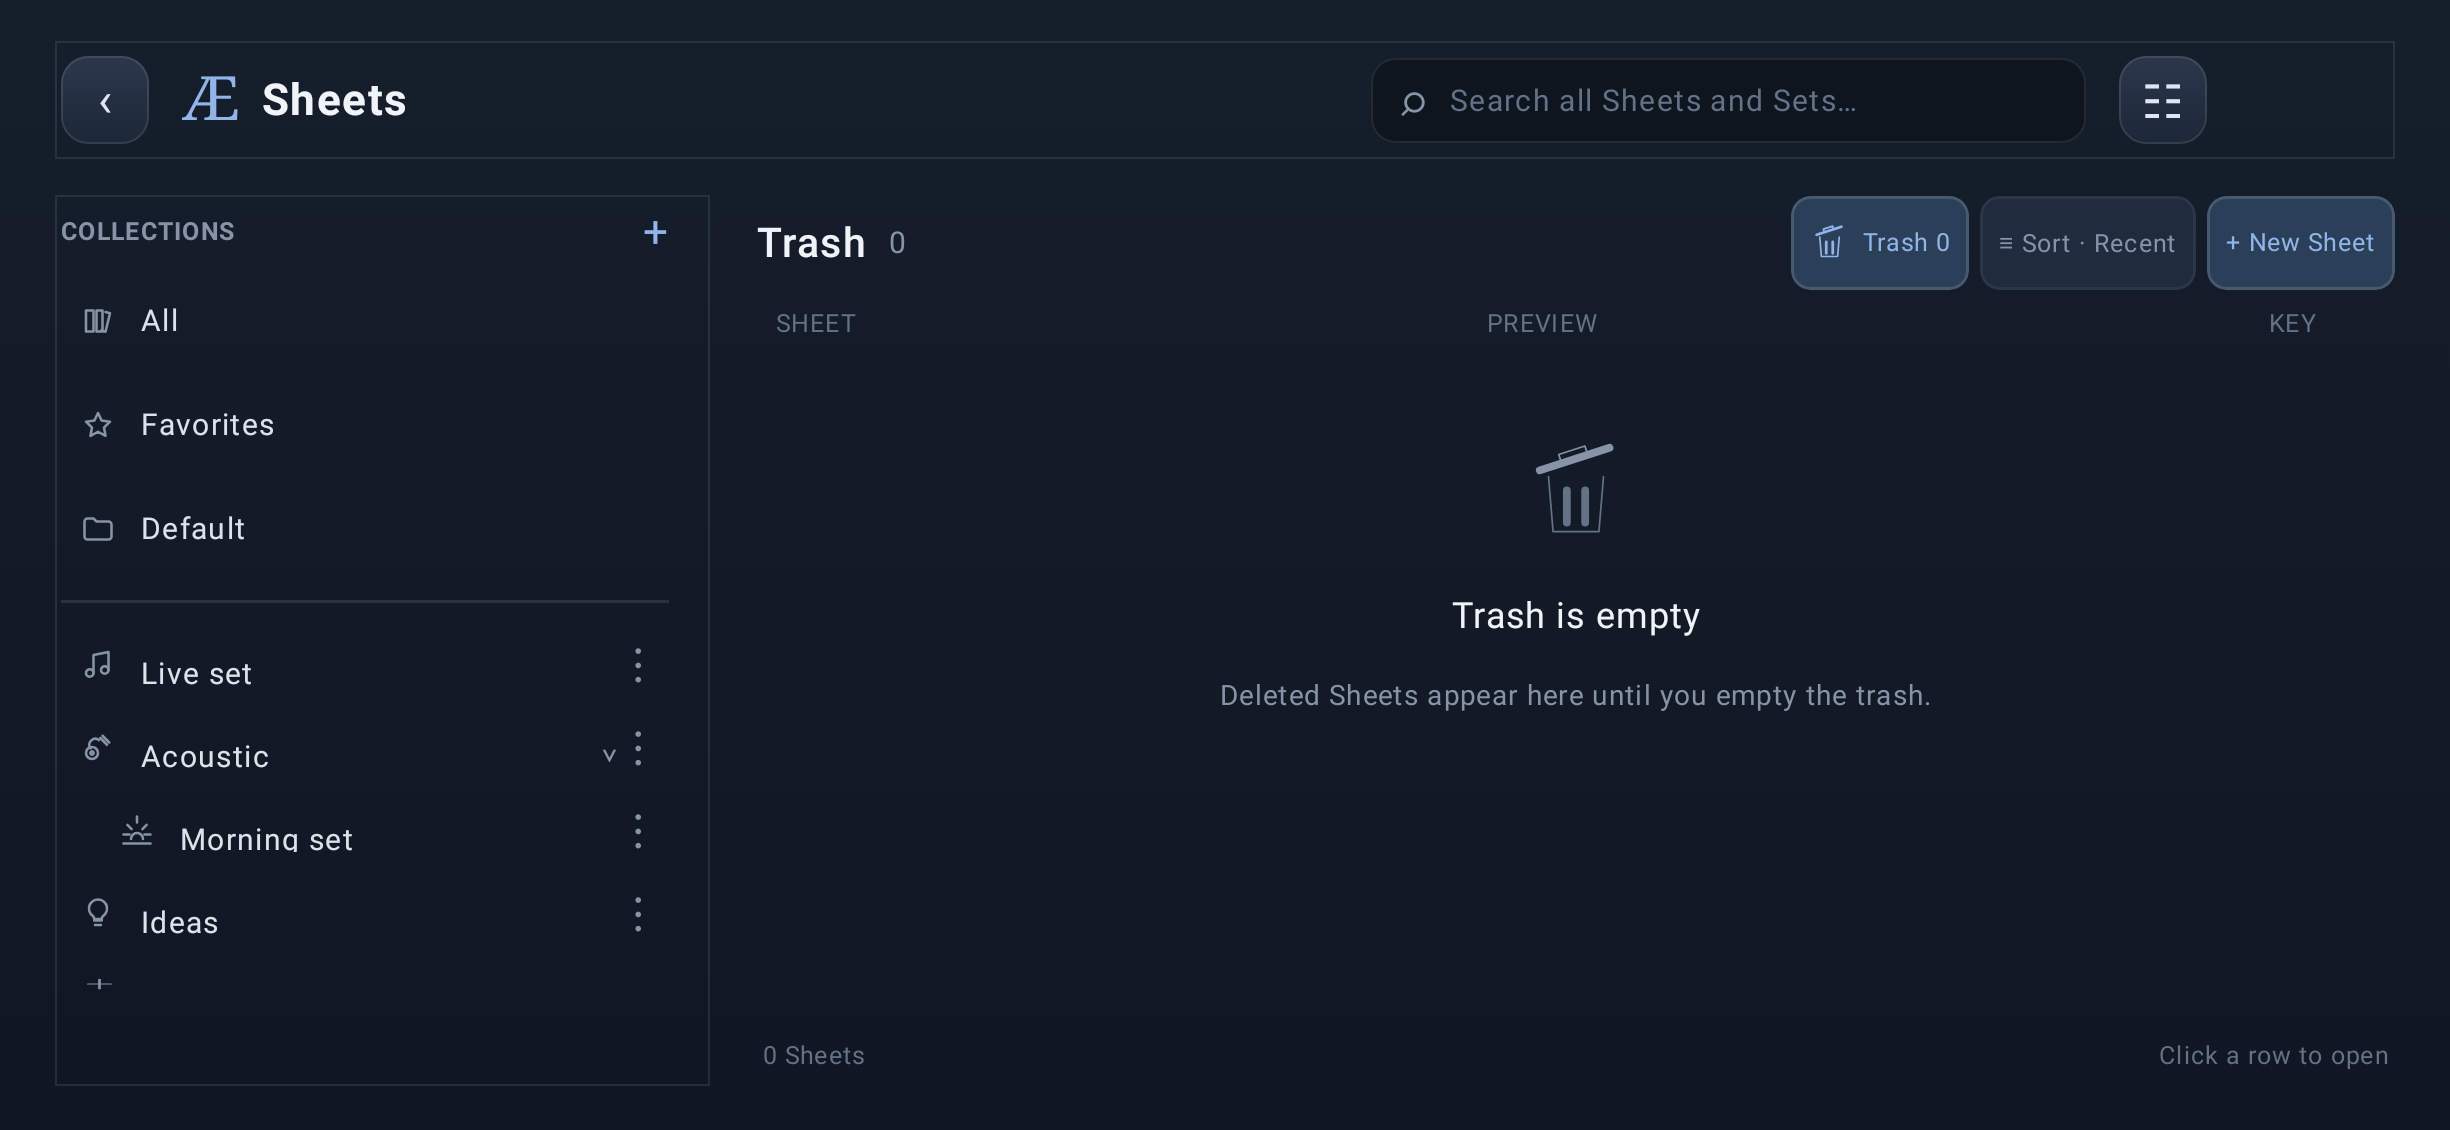 ‹ Æ Sheets
Search all Sheets and Sets…
COLLECTIONS +
All
Favorites
Default
Live set
Acoustic
Morning set
Ideas
Trash 0
Trash 0
≡ Sort · Recent
+ New Sheet
SHEET PREVIEW KEY
Trash is empty
Deleted Sheets appear here until you empty the trash.
0 Sheets
Click a row to open